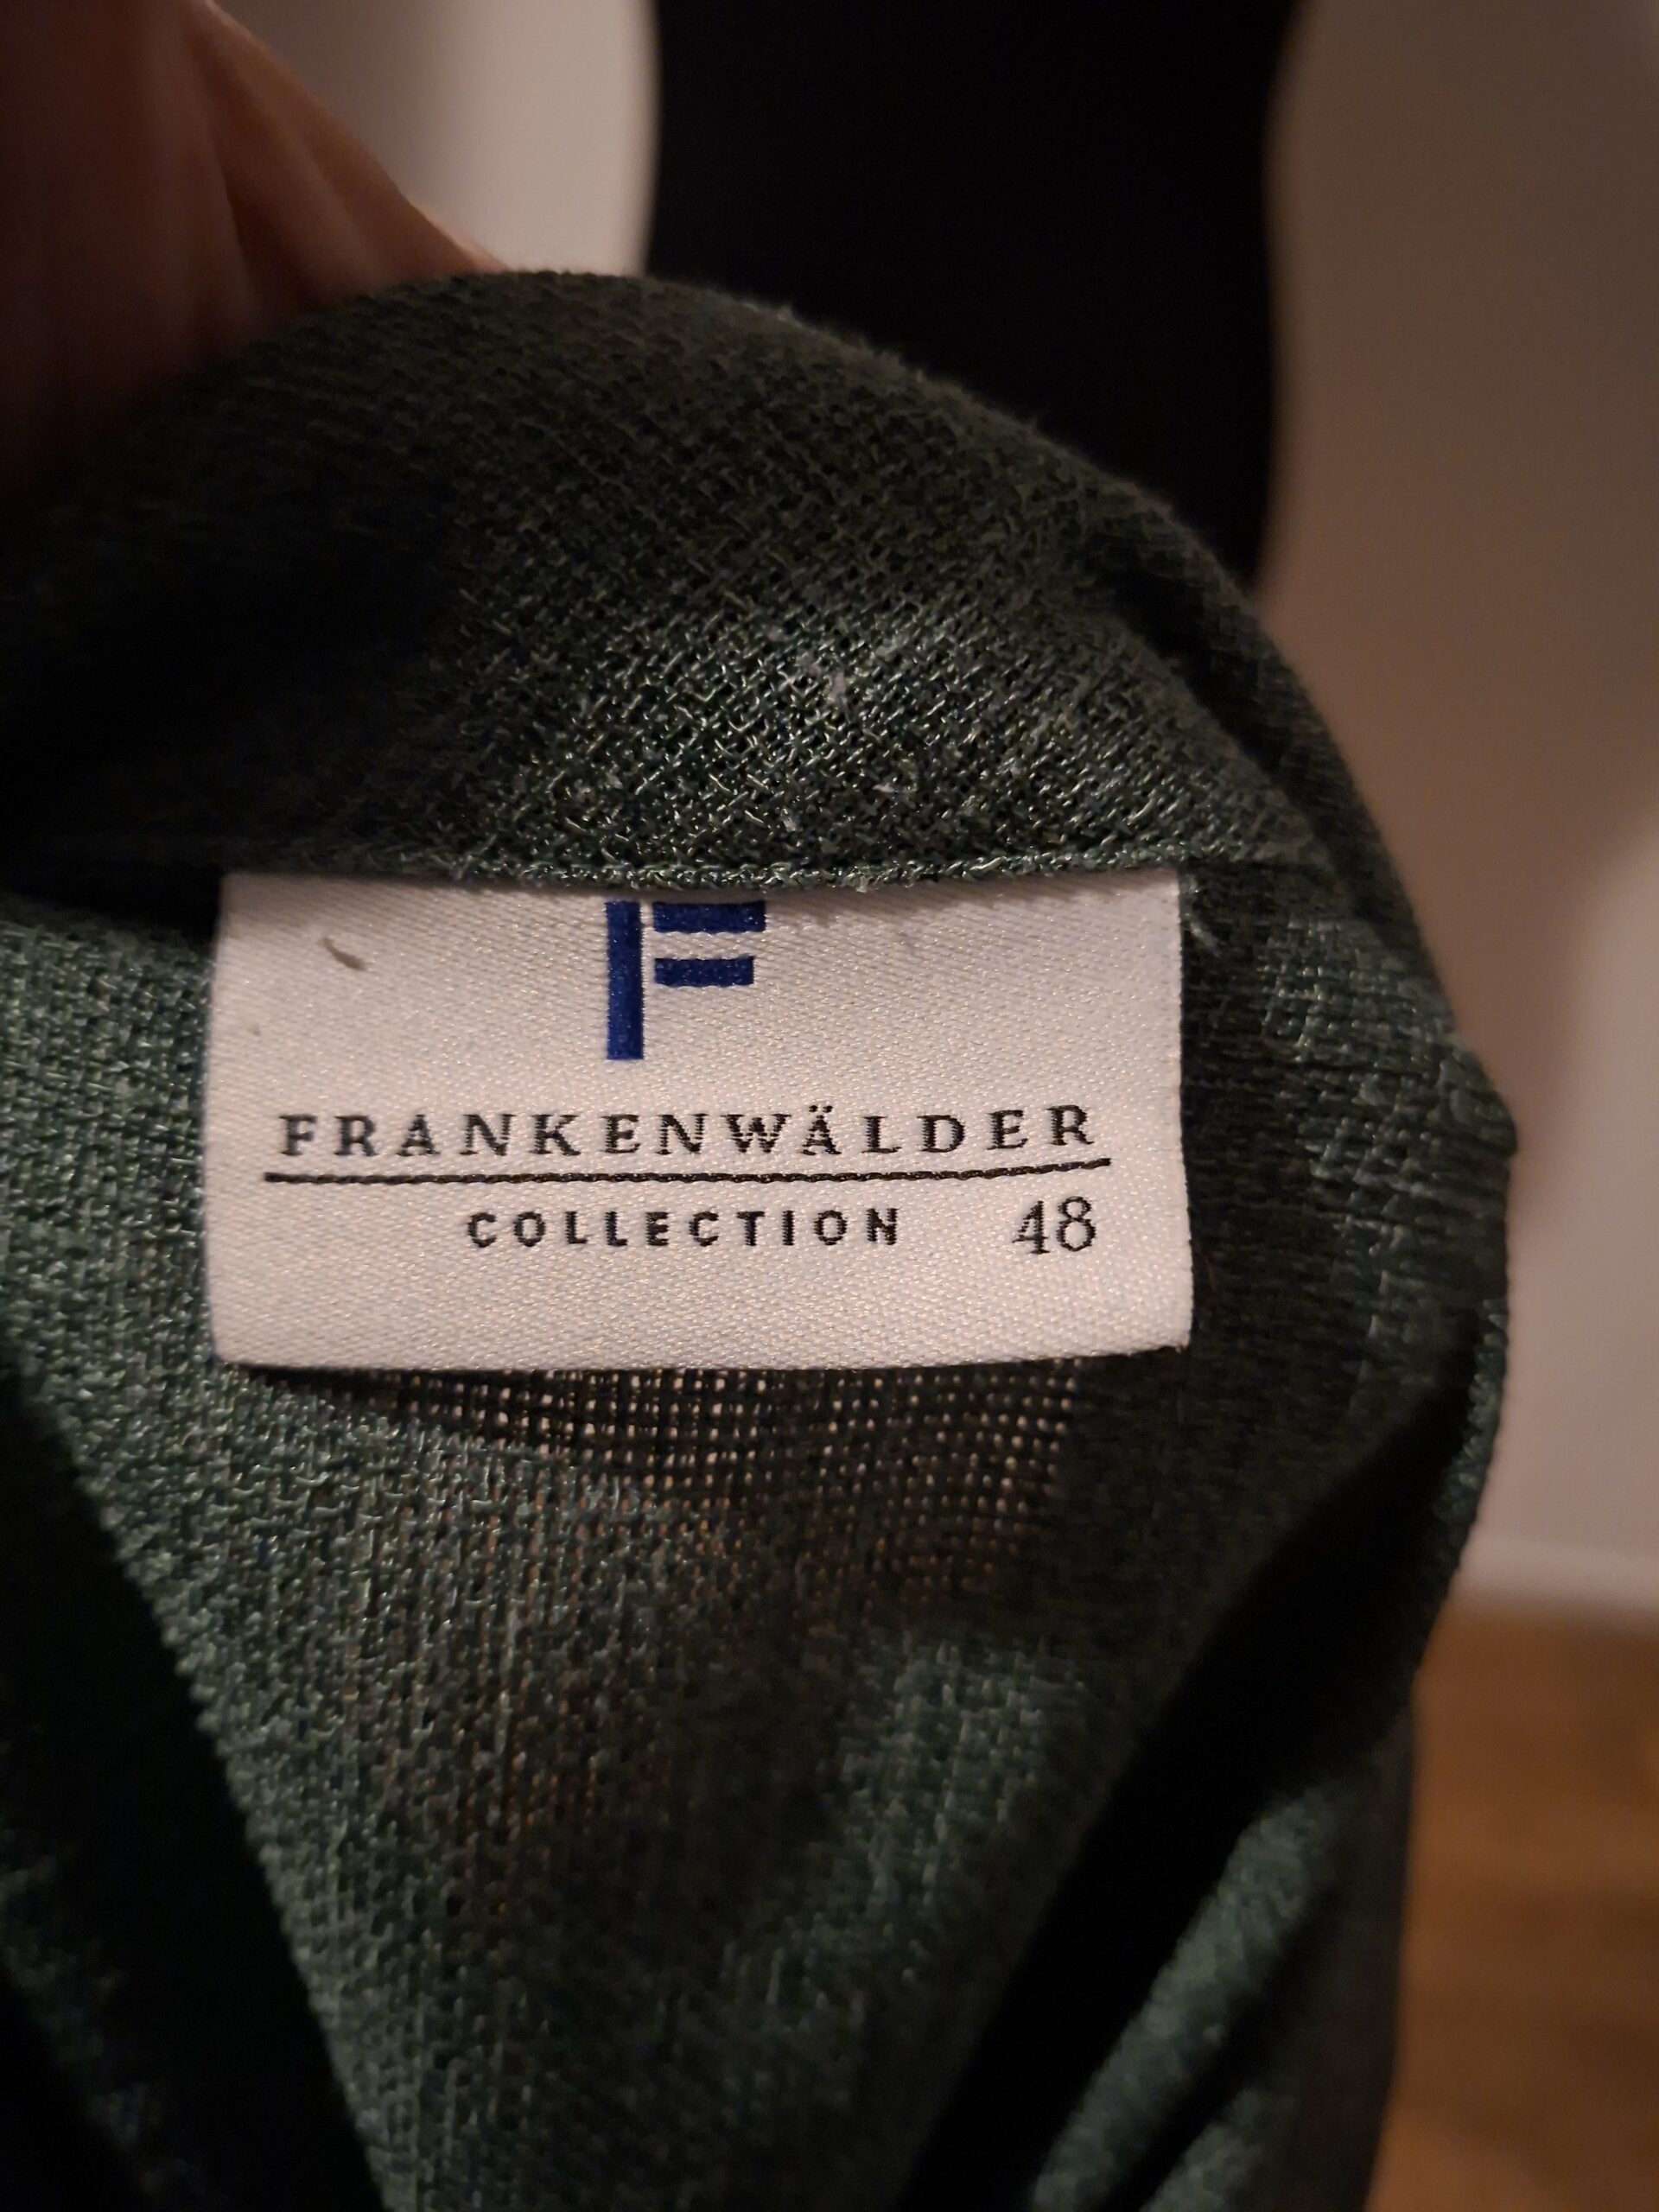 F
FRANKENWÄLDER
COLLECTION 48